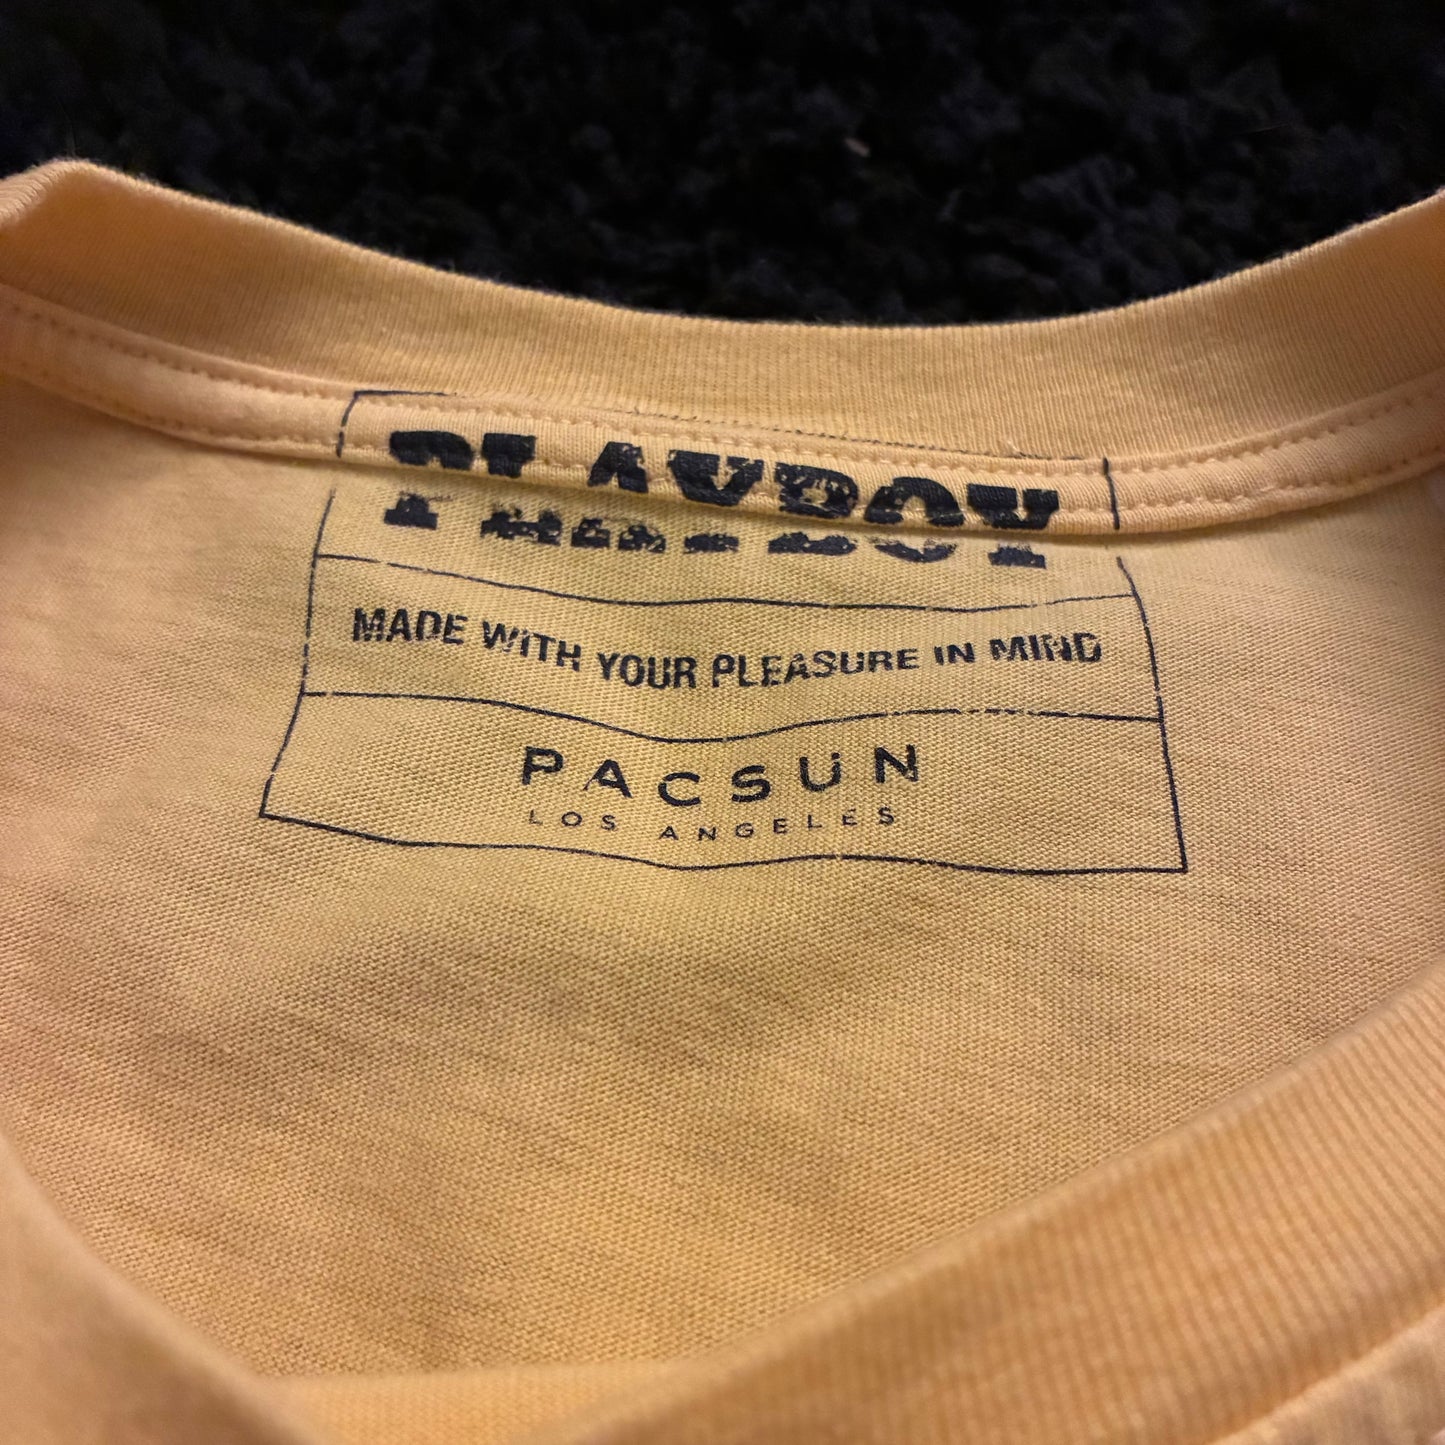 PLAYBOY
MADE WITH YOUR PLEASURE IN MIND
PACSUN
LOS ANGELES